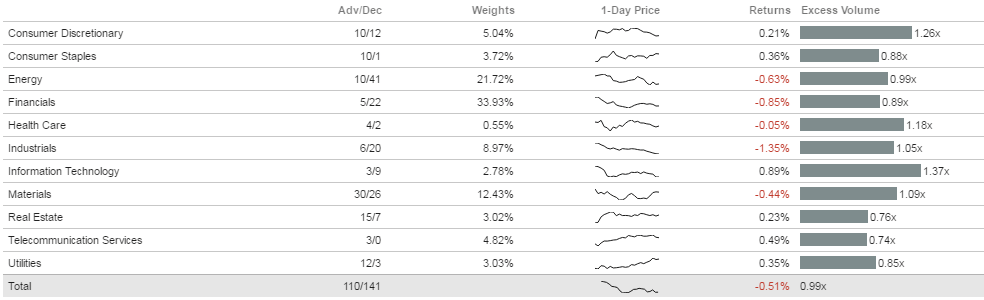 Adv/Dec Weights 1-Day Price Returns Excess Volume
Consumer Discretionary 10/12 5.04% 0.21% 1.26x
Consumer Staples 10/1 3.72% 0.36% 0.88x
Energy 10/41 21.72% -0.63% 0.99x
Financials 5/22 33.93% -0.85% 0.89x
Health Care 4/2 0.55% -0.05% 1.18x
Industrials 6/20 8.97% -1.35% 1.05x
Information Technology 3/9 2.78% 0.89% 1.37x
Materials 30/26 12.43% -0.44% 1.09x
Real Estate 15/7 3.02% 0.23% 0.76x
Telecommunication Services 3/0 4.82% 0.49% 0.74x
Utilities 12/3 3.03% 0.35% 0.85x
Total 110/141 -0.51% 0.99x